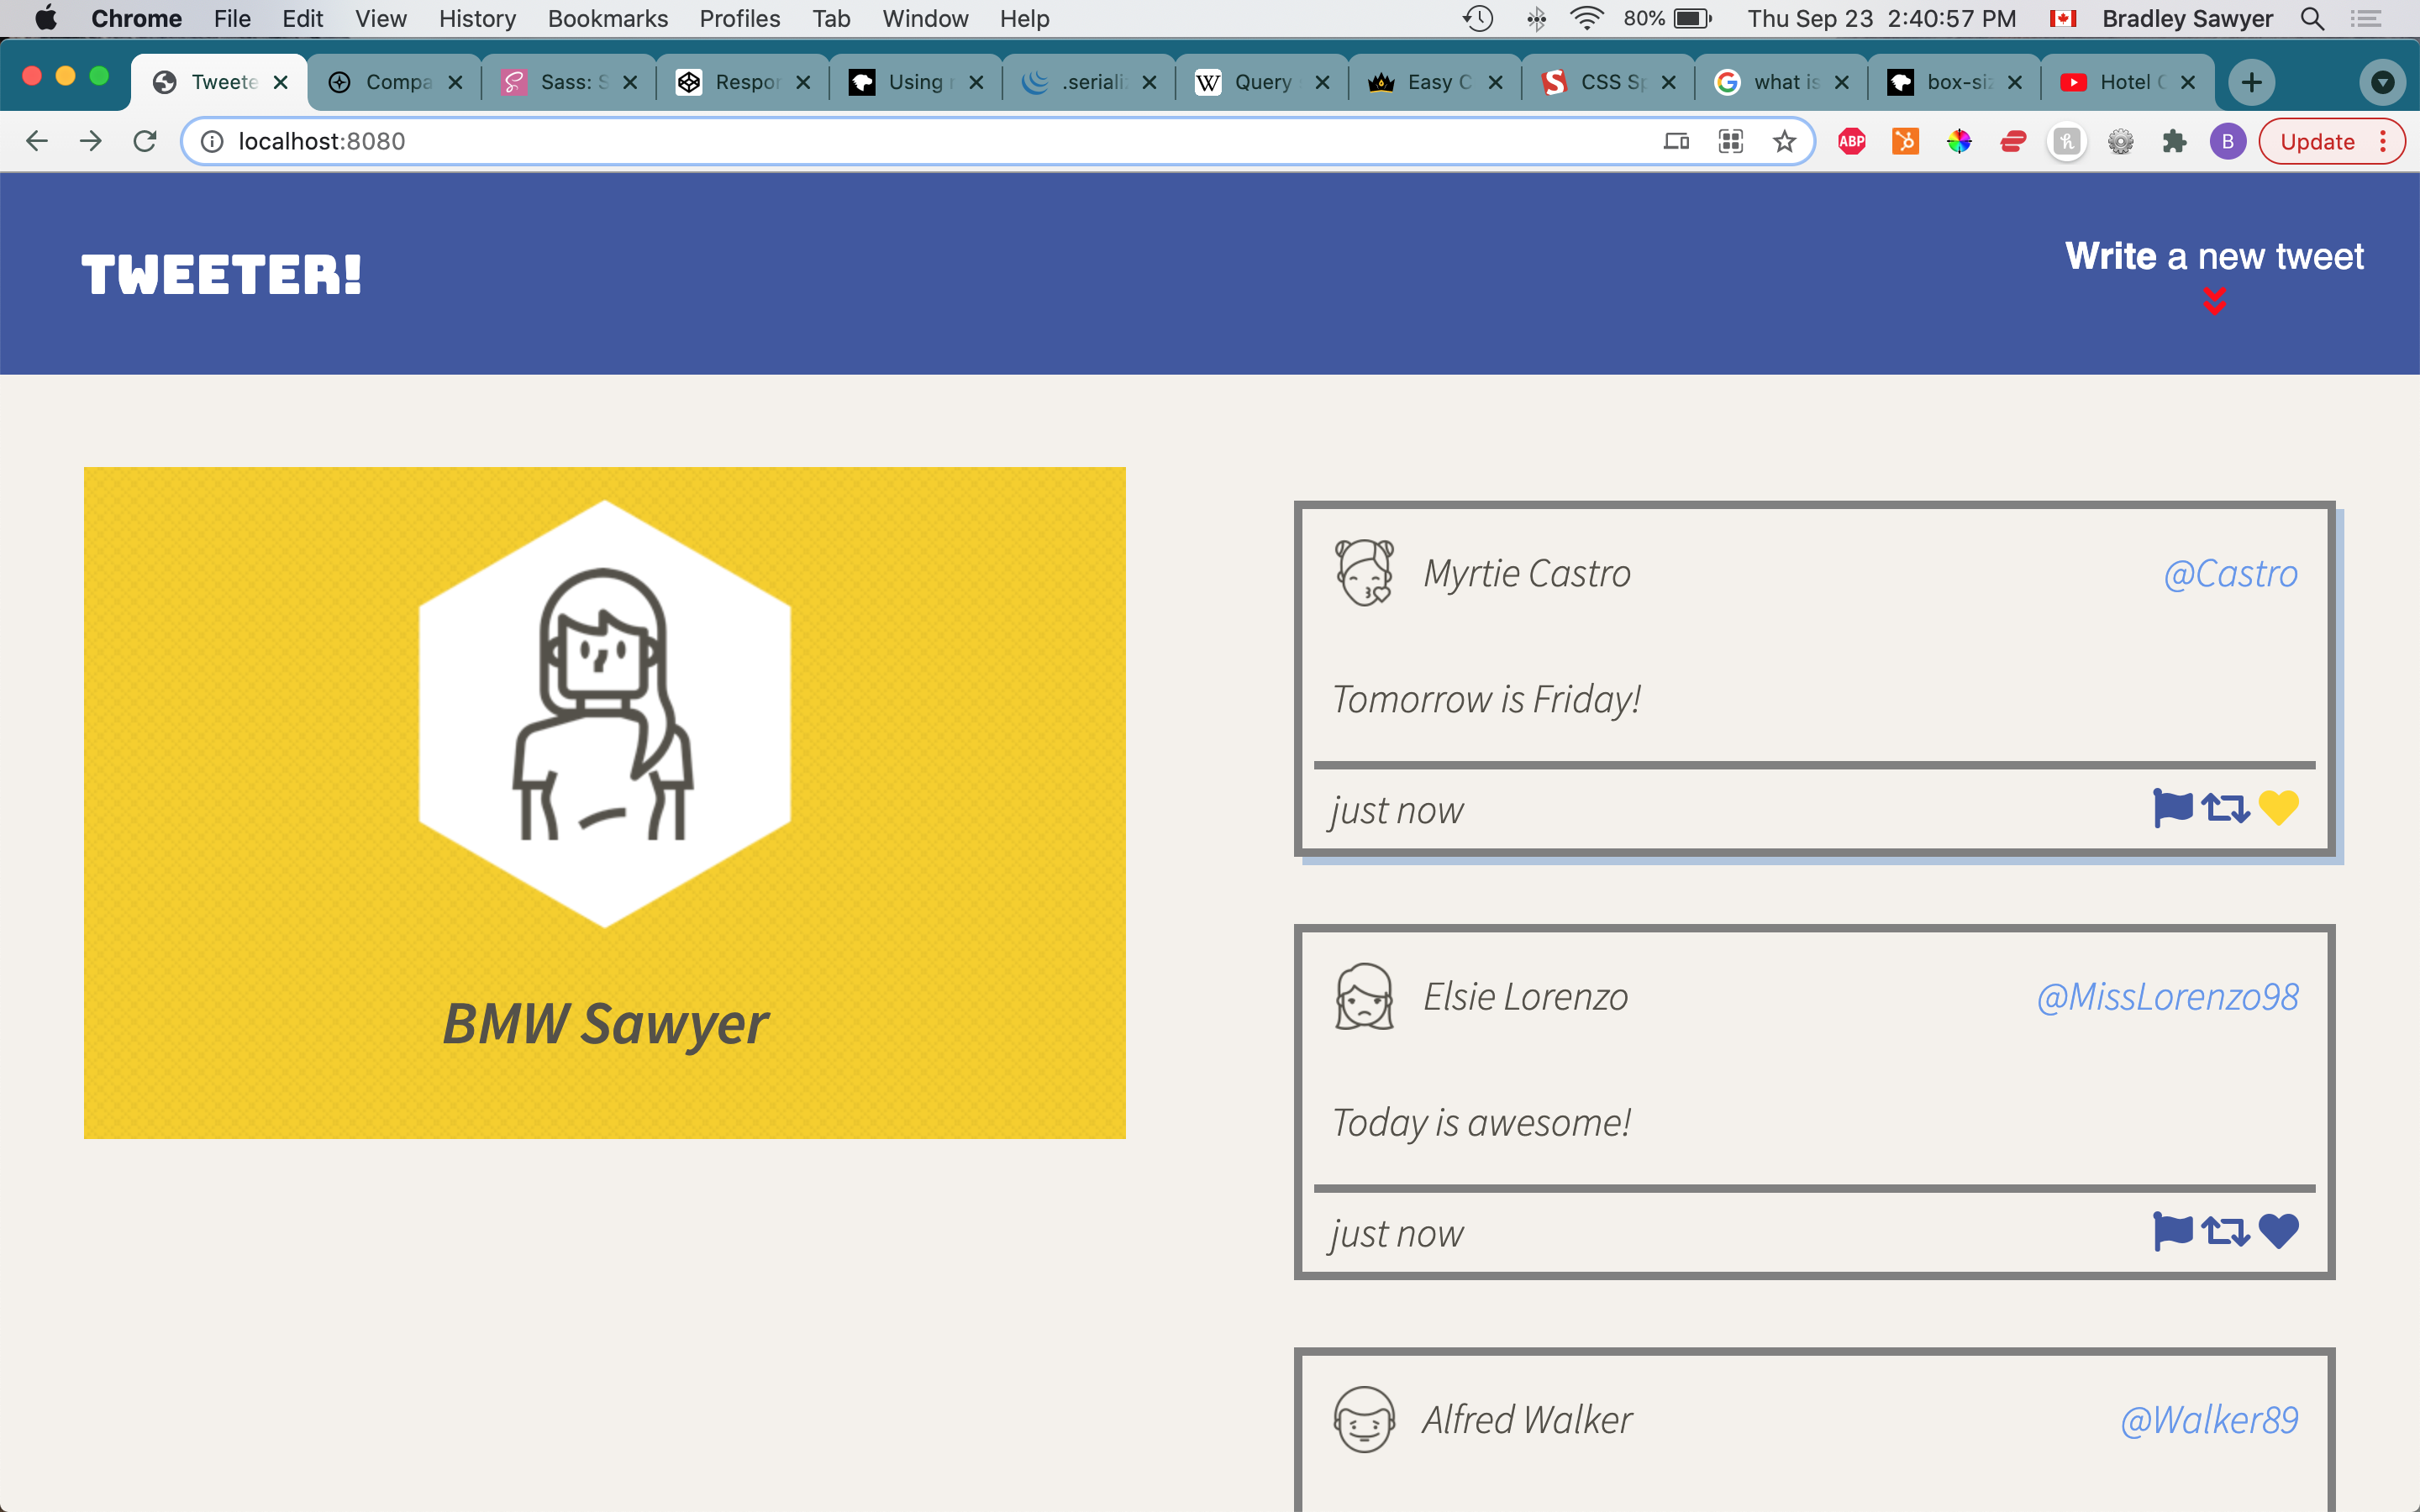 Chrome File Edit View History Bookmarks Profiles Tab Window Help 80% Thu Sep 23 2:40:57 PM Bradley Sawyer
Tweete Compa Sass: S Respor Using .seriali Query Easy C CSS Sp what is box-siz Hotel
localhost:8080 ABP B Update
TWEETER!
Write a new tweet
BMW Sawyer
Myrtie Castro @Castro
Tomorrow is Friday!
just now
Elsie Lorenzo @MissLorenzo98
Today is awesome!
just now
Alfred Walker @Walker89